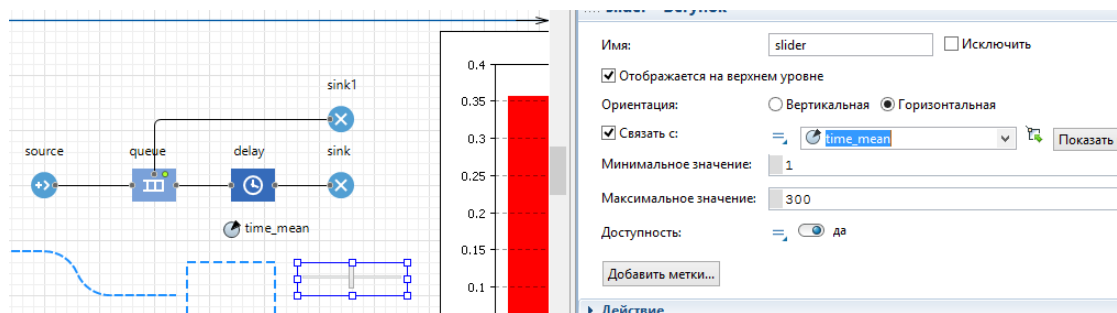 slider - Бегунок
Имя:
slider
Исключить
Отображается на верхнем уровне
Ориентация:
Вертикальная
Горизонтальная
Связать с:
time_mean
Показать
Минимальное значение:
1
Максимальное значение:
300
Доступность:
да
Добавить метки...
Действие
sink1
source
queue
delay
sink
time_mean
0.4
0.35
0.3
0.25
0.2
0.15
0.1